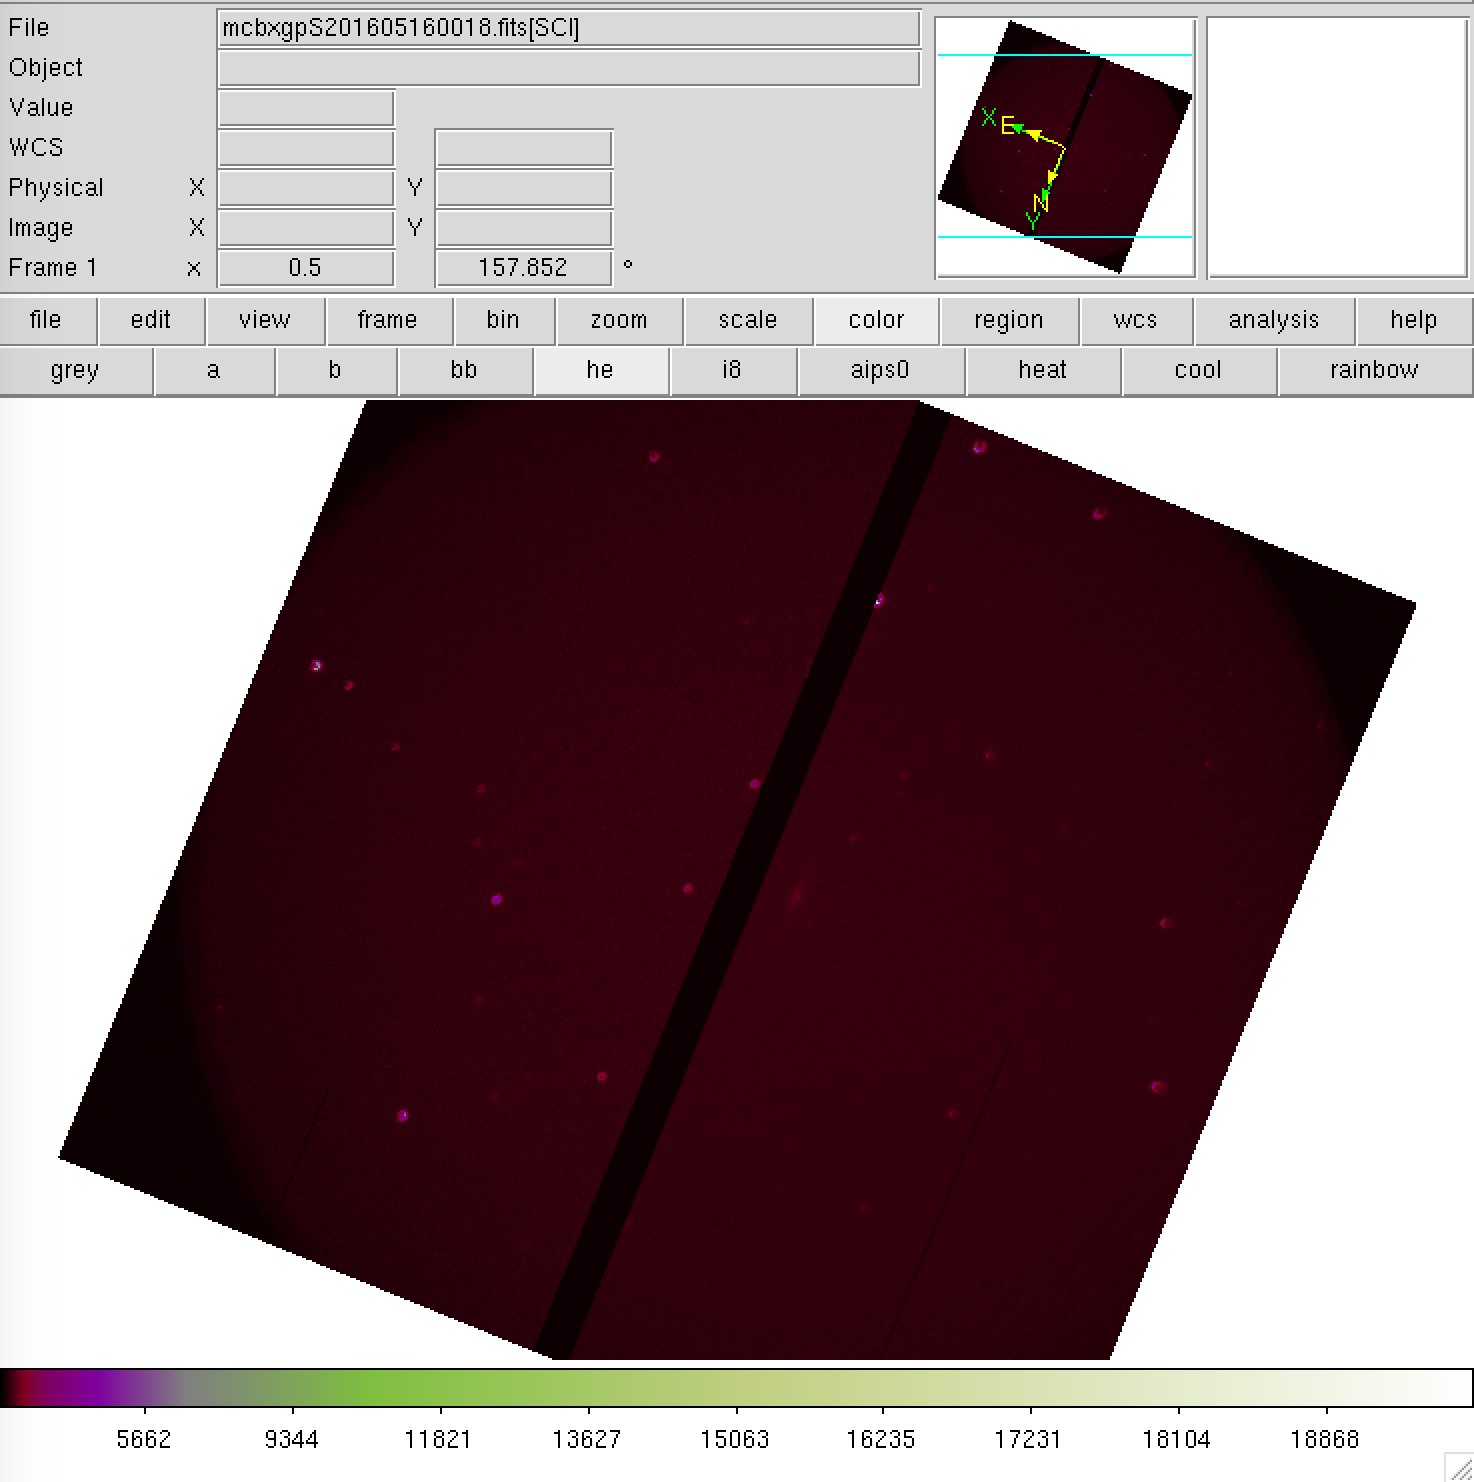 File mcbxgpS201605160018.fits[SCI]
Object
Value
WCS
Physical X Y
Image X Y
Frame 1 x 0.5 157.852 °
X E
N
Y
file edit view frame bin zoom scale color region wcs analysis help
grey a b bb he i8 aips0 heat cool rainbow
5662 9344 11821 13627 15063 16235 17231 18104 18868